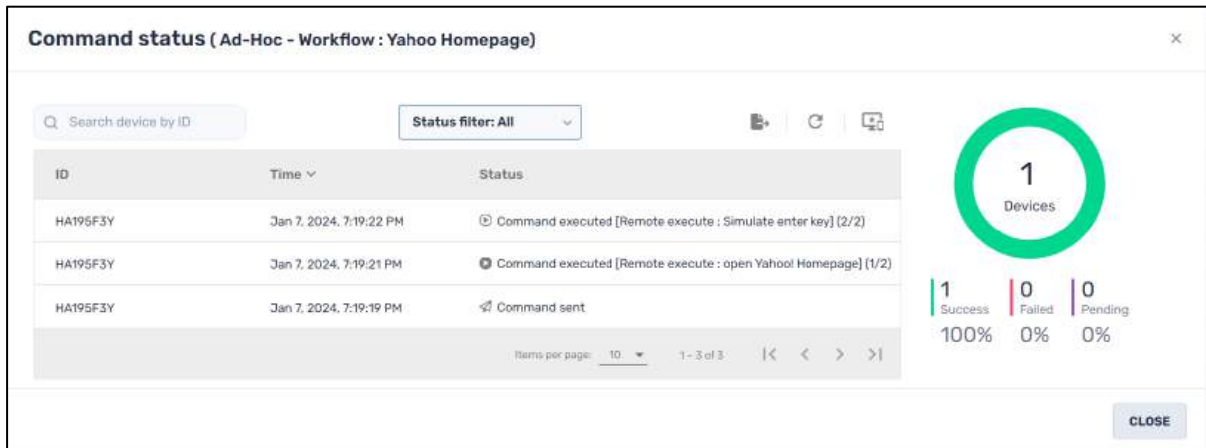 Command status ( Ad-Hoc - Workflow : Yahoo Homepage)
Search device by ID
Status filter: All
ID Time Status
HA195F3Y Jan 7, 2024, 7:19:22 PM Command executed [Remote execute : Simulate enter key] (2/2)
HA195F3Y Jan 7, 2024, 7:19:21 PM Command executed [Remote execute : open Yahoo! Homepage] (1/2)
HA195F3Y Jan 7, 2024, 7:19:19 PM Command sent
Items per page: 10 1 - 3 of 3
1
Devices
1 0 0
Success Failed Pending
100% 0% 0%
CLOSE